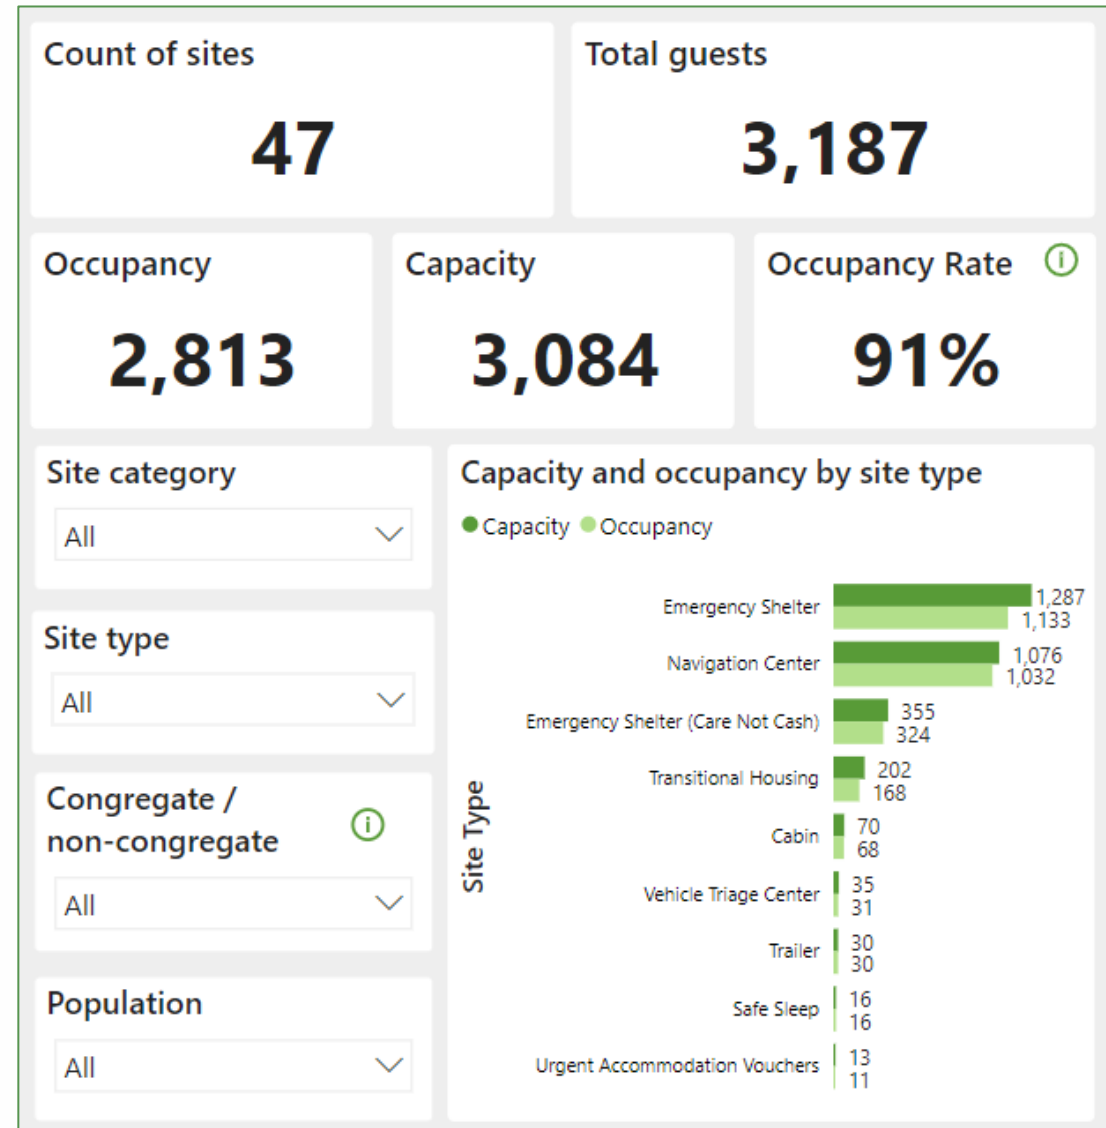 Count of sites
47
Total guests
3,187
Occupancy
2,813
Capacity
3,084
Occupancy Rate
91%
Site category
All
Site type
All
Congregate /
non-congregate
All
Population
All
Capacity and occupancy by site type
Capacity Occupancy
Site Type
Emergency Shelter
1,287
1,133
Navigation Center
1,076
1,032
Emergency Shelter (Care Not Cash)
355
324
Transitional Housing
202
168
Cabin
70
68
Vehicle Triage Center
35
31
Trailer
30
30
Safe Sleep
16
16
Urgent Accommodation Vouchers
13
11